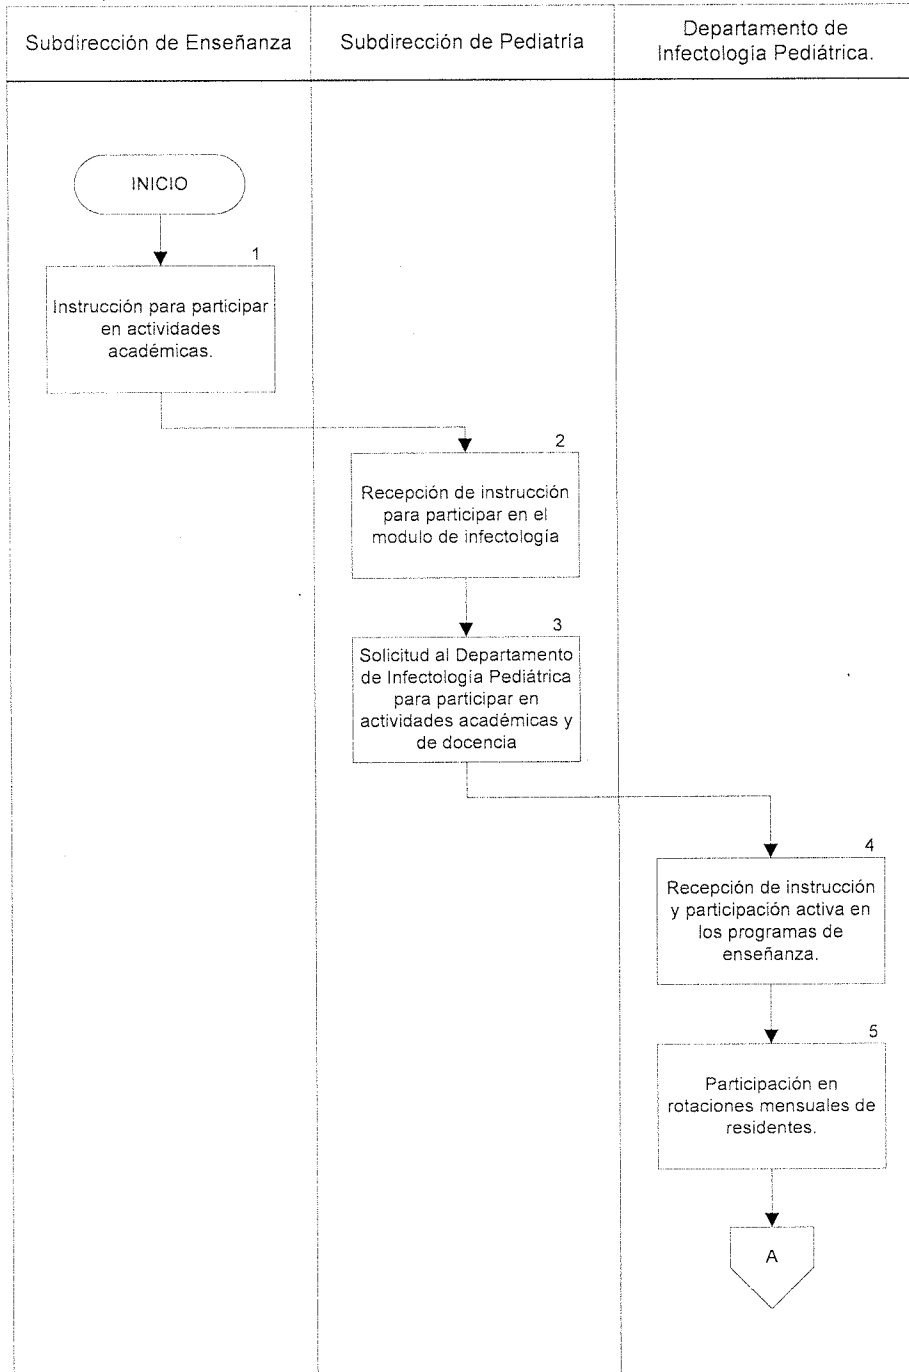 Subdirección de Enseñanza
Subdirección de Pediatría
Departamento de
Infectología Pediátrica.
INICIO
1
Instrucción para participar
en actividades
académicas.
2
Recepción de instrucción
para participar en el
modulo de infectología
3
Solicitud al Departamento
de Infectología Pediátrica
para participar en
actividades académicas y
de docencia
4
Recepción de instrucción
y participación activa en
los programas de
enseñanza.
5
Participación en
rotaciones mensuales de
residentes.
A